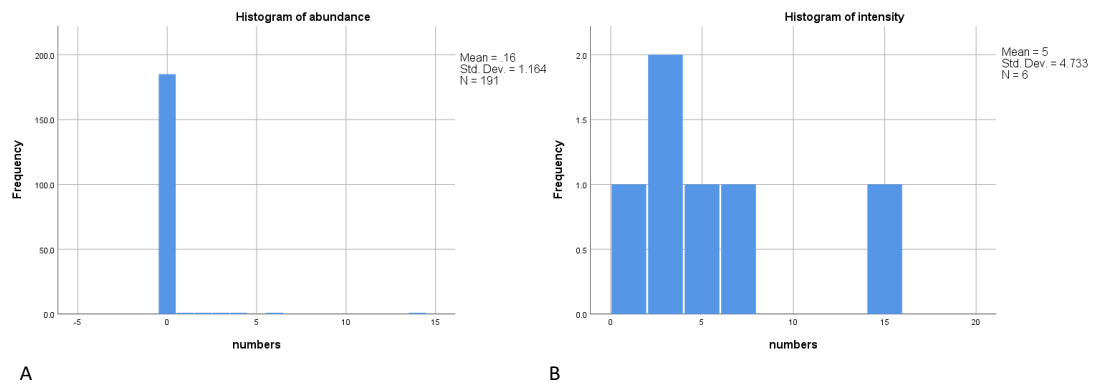 Histogram of abundance
Mean = .16
Std. Dev. = 1.164
N = 191
200.0
150.0
100.0
50.0
0.0
Frequency
-5 0 5 10 15
numbers
A
Histogram of intensity
Mean = 5
Std. Dev. = 4.733
N = 6
2.0
1.5
1.0
0.5
0.0
Frequency
0 5 10 15 20
numbers
B